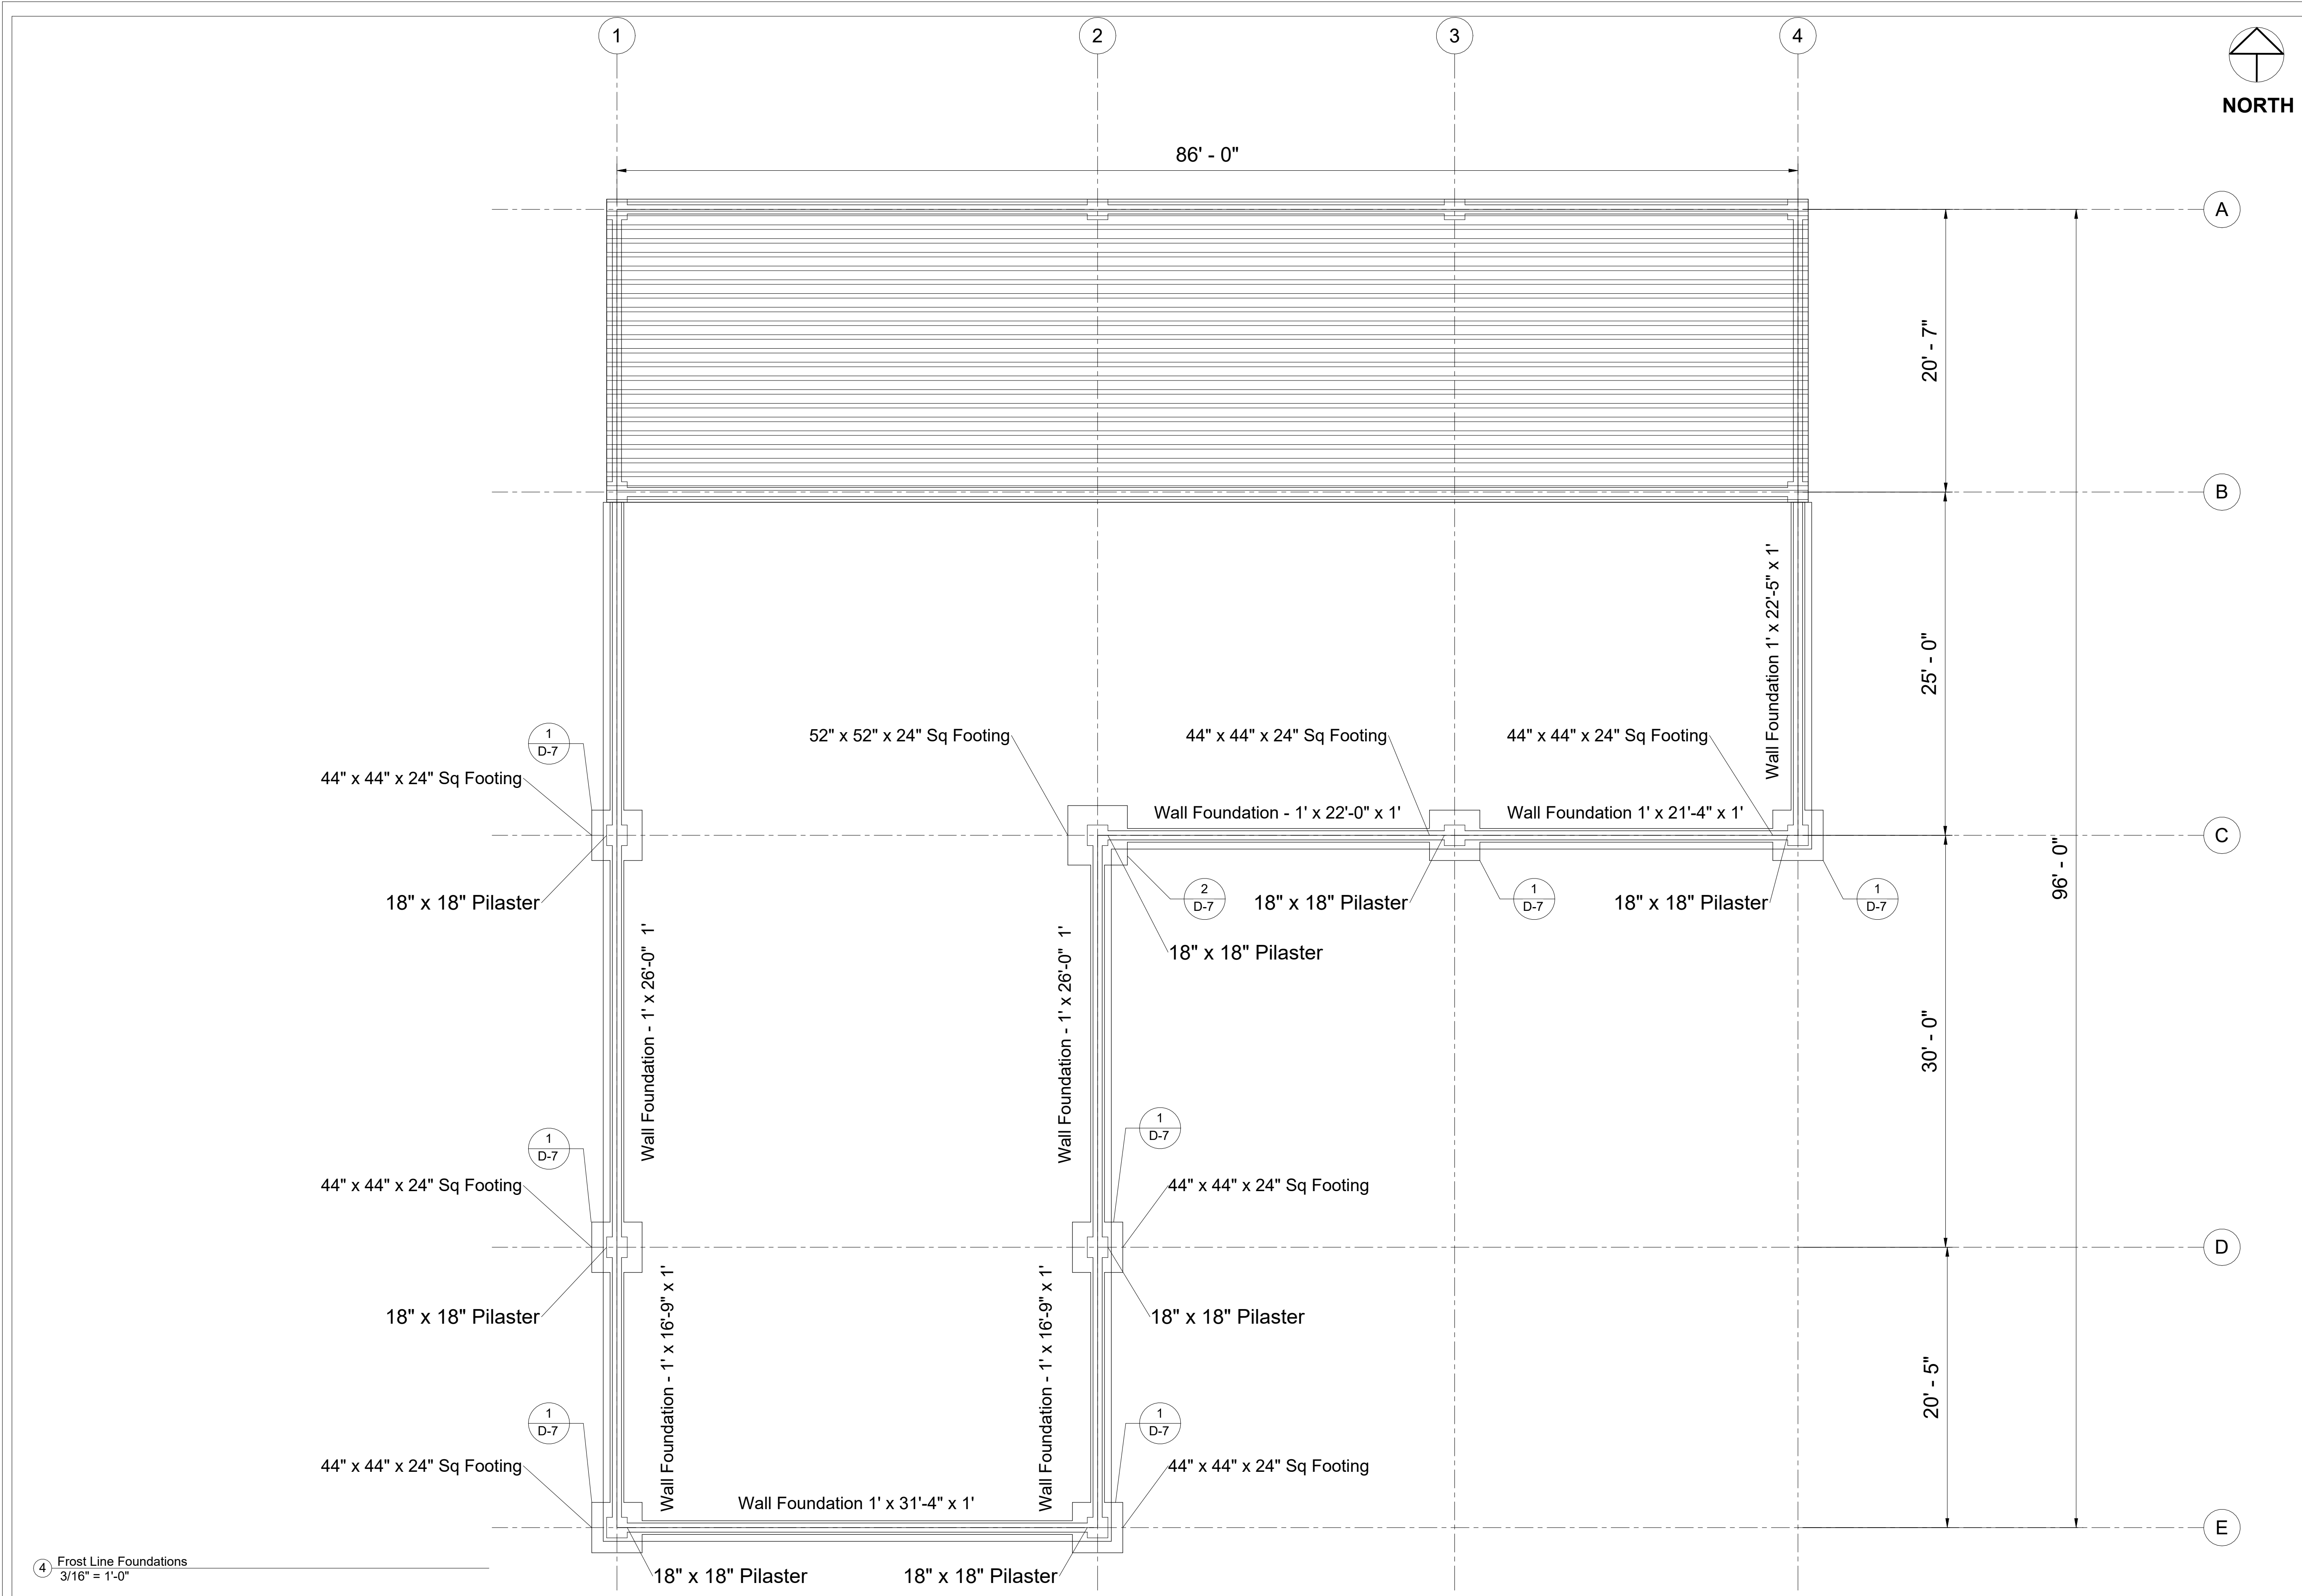 1
2
3
4
NORTH
86' - 0"
A
20' - 7"
B
25' - 0"
Wall Foundation 1' x 22'-5" x 1'
1
D-7
52" x 52" x 24" Sq Footing
44" x 44" x 24" Sq Footing
44" x 44" x 24" Sq Footing
44" x 44" x 24" Sq Footing
Wall Foundation - 1' x 22'-0" x 1'
Wall Foundation 1' x 21'-4" x 1'
C
96' - 0"
18" x 18" Pilaster
2
D-7
18" x 18" Pilaster
1
D-7
18" x 18" Pilaster
1
D-7
18" x 18" Pilaster
Wall Foundation - 1' x 26'-0"  1'
Wall Foundation - 1' x 26'-0"  1'
30' - 0"
1
D-7
1
D-7
44" x 44" x 24" Sq Footing
44" x 44" x 24" Sq Footing
D
18" x 18" Pilaster
18" x 18" Pilaster
Wall Foundation - 1' x 16'-9" x 1'
Wall Foundation - 1' x 16'-9" x 1'
20' - 5"
1
D-7
1
D-7
44" x 44" x 24" Sq Footing
44" x 44" x 24" Sq Footing
Wall Foundation 1' x 31'-4" x 1'
E
18" x 18" Pilaster
18" x 18" Pilaster
4
Frost Line Foundations
3/16" = 1'-0"